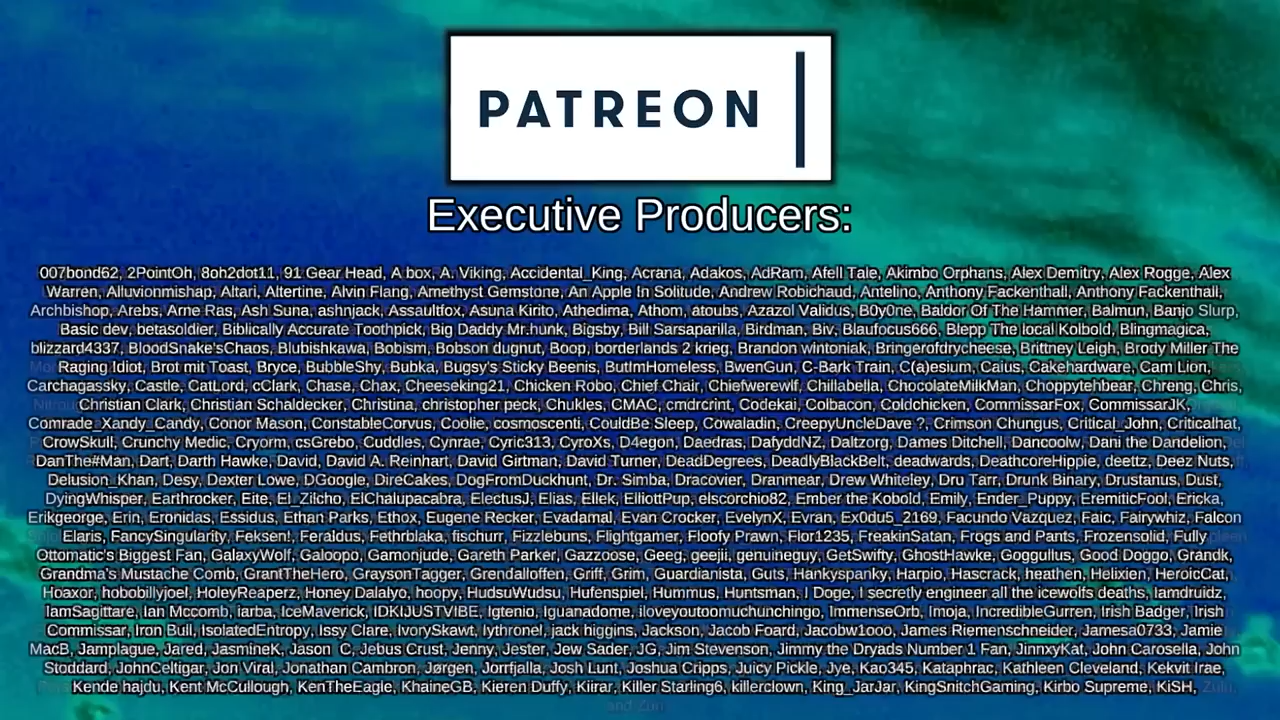 PATREON
Executive Producers:
007bond62, 2PointOh, 8oh2dot11, 91 Gear Head, A box, A. Viking, Accidental_King, Acrana, Adakos, AdRam, Afell Tale, Akimbo Orphans, Alex Demitry, Alex Rogge, Alex
Warren, Alluvionmishap, Altari, Altertine, Alvin Flang, Amethyst Gemstone, An Apple In Solitude, Andrew Robichaud, Antelino, Anthony Fackenthall, Anthony Fackenthall,
Archbishop, Arebs, Arne Ras, Ash Suna, ashnjack, Assaultfox, Asuna Kirito, Athedima, Athom, atoubs, Azazol Validus, B0y0ne, Baldor Of The Hammer, Balmun, Banjo Slurp,
Basic dev, betasoldier, Biblically Accurate Toothpick, Big Daddy Mr.hunk, Bigsby, Bill Sarsaparilla, Birdman, Biv, Blaufocus666, Blepp The local Kolbold, Blingmagica,
blizzard4337, BloodSnake'sChaos, Blubishkawa, Bobism, Bobson dugnut, Boop, borderlands 2 krieg, Brandon wintoniak, Bringerofdrycheese, Brittney Leigh, Brody Miller The
Raging Idiot, Brot mit Toast, Bryce, BubbleShy, Bubka, Bugsy's Sticky Beenis, ButImHomeless, BwenGun, C-Bark Train, C(a)esium, Caius, Cakehardware, Cam Lion,
Carchagassky, Castle, CatLord, cClark, Chase, Chax, Cheeseking21, Chicken Robo, Chief Chair, Chiefwerewlf, Chillabella, ChocolateMilkMan, Choppytehbear, Chreng, Chris,
Christian Clark, Christian Schaldecker, Christina, christopher peck, Chukles, CMAC, cmdrcrint, Codekai, Colbacon, Coldchicken, CommissarFox, CommissarJK,
Comrade_Xandy_Candy, Conor Mason, ConstableCorvus, Coolie, cosmoscenti, CouldBe Sleep, Cowaladin, CreepyUncleDave ?, Crimson Chungus, Critical_John, Criticalhat,
CrowSkull, Crunchy Medic, Cryorm, csGrebo, Cuddles, Cynrae, Cyric313, CyroXs, D4egon, Daedras, DafyddNZ, Daltzorg, Dames Ditchell, Dancoolw, Dani the Dandelion,
DanThe#Man, Dart, Darth Hawke, David, David A. Reinhart, David Girtman, David Turner, DeadDegrees, DeadlyBlackBelt, deadwards, DeathcoreHippie, deettz, Deez Nuts,
Delusion_Khan, Desy, Dexter Lowe, DGoogle, DireCakes, DogFromDuckhunt, Dr. Simba, Dracovier, Dranmear, Drew Whiteley, Dru Tarr, Drunk Binary, Drustanus, Dust,
DyingWhisper, Earthrocker, Eite, El_Zilcho, ElChalupacabra, ElectusJ, Elias, Ellek, ElliottPup, elscorchio82, Ember the Kobold, Emily, Ender_Puppy, EremiticFool, Ericka,
Erikgeorge, Erin, Eronidas, Essidus, Ethan Parks, Ethox, Eugene Recker, Evadamal, Evan Crocker, EvelynX, Evran, Ex0du5_2169, Facundo Vazquez, Faic, Fairywhiz, Falcon
Elaris, FancySingularity, Feksen!, Feraldus, Fethrblaka, fischurr, Fizzlebuns, Flightgamer, Floofy Prawn, Flor1235, FreakinSatan, Frogs and Pants, Frozensolid, Fully
Ottomatic's Biggest Fan, GalaxyWolf, Galoopo, Gamonjude, Gareth Parker, Gazzoose, Geeg, geejii, genuineguy, GetSwifty, GhostHawke, Goggullus, Good Doggo, Grandk,
Grandma's Mustache Comb, GrantTheHero, GraysonTagger, Grendalloffen, Griff, Grim, Guardianista, Guts, Hankyspanky, Harpio, Hascrack, heathen, Helixien, HeroicCat,
Hoaxor, hobobillyjoel, HoleyReaperz, Honey Dalalyo, hoopy, HudsuWudsu, Hufenspiel, Hummus, Huntsman, I Doge, I secretly engineer all the icewolfs deaths, Iamdruidz,
IamSagittare, Ian Mccomb, iarba, IceMaverick, IDKIJUSTVIBE, Igtenio, Iguanadome, iloveyoutoomuchunchingo, ImmenseOrb, Imoja, IncredibleGurren, Irish Badger, Irish
Commissar, Iron Bull, IsolatedEntropy, Issy Clare, IvorySkawt, Iythronel, jack higgins, Jackson, Jacob Foard, Jacobw1ooo, James Riemenschneider, Jamesa0733, Jamie
MacB, Jamplague, Jared, JasmineK, Jason C, Jebus Crust, Jenny, Jester, Jew Sader, JG, Jim Stevenson, Jimmy the Dryads Number 1 Fan, JinnxyKat, John Carosella, John
Stoddard, JohnCeltigar, Jon Viral, Jonathan Cambron, Jørgen, Jorrfjalla, Josh Lunt, Joshua Cripps, Juicy Pickle, Jye, Kao345, Kataphrac, Kathleen Cleveland, Kekvit Irae,
Kende hajdu, Kent McCullough, KenTheEagle, KhaineGB, Kieren Duffy, Kiirar, Killer Starling6, killerclown, King_JarJar, KingSnitchGaming, Kirbo Supreme, KiSH, Zulu,
and Zun